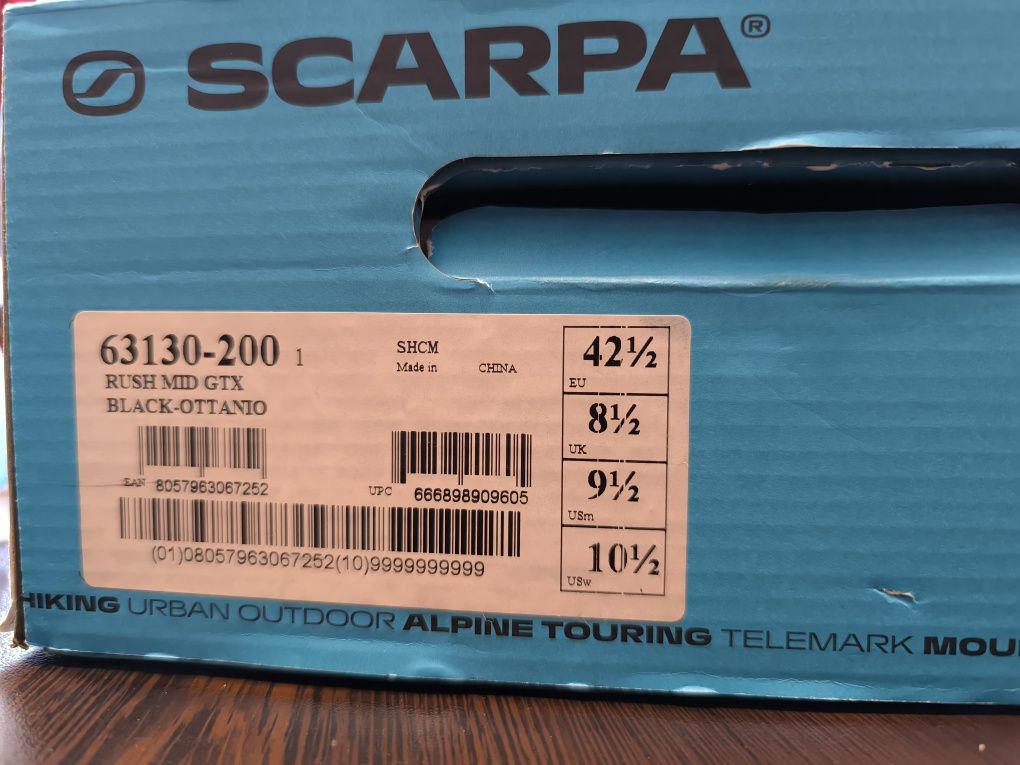 SCARPA®
63130-200 1
RUSH MID GTX
BLACK-OTTANIO
SHCM
Made in CHINA
EAN 8057963067252
UPC 666898909605
(01)08057963067252(10)9999999999
42½
EU
8½
UK
9½
USm
10½
USw
HIKING URBAN OUTDOOR ALPINE TOURING TELEMARK MOU